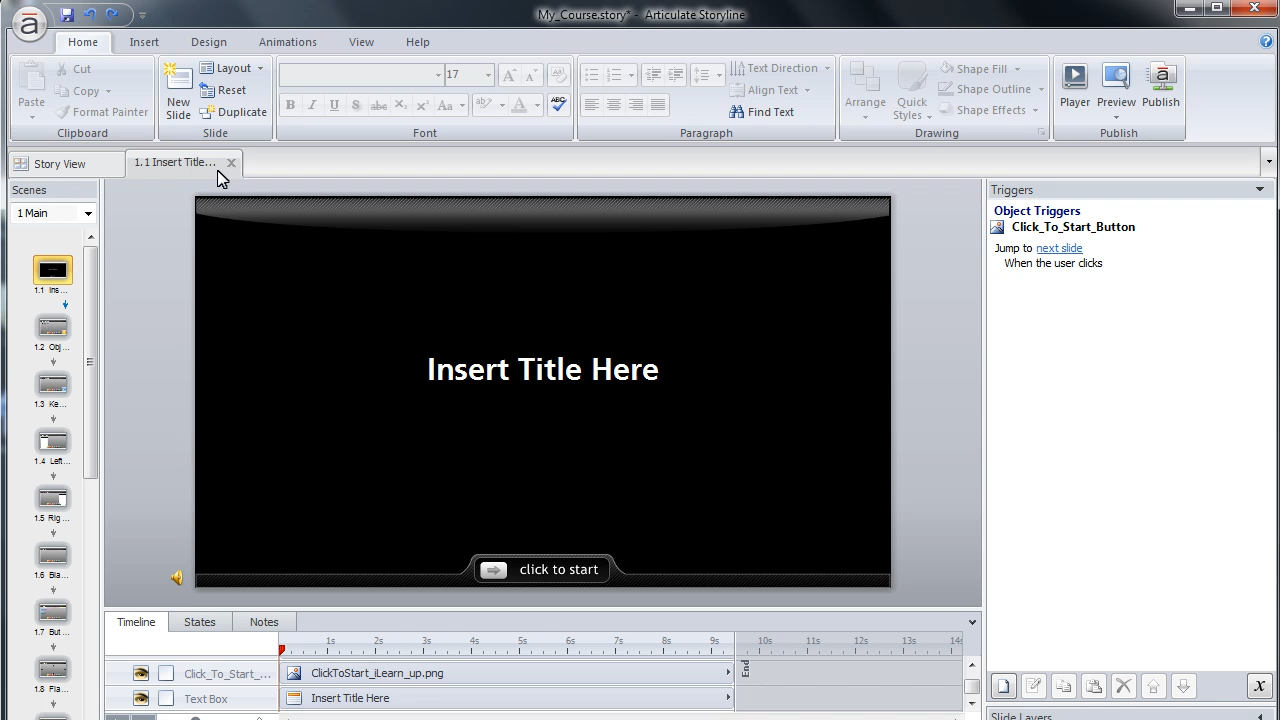 My_Course.story* - Articulate Storyline
Home Insert Design Animations View Help
Paste
Cut
Copy
Format Painter
Clipboard
New Slide
Layout
Reset
Duplicate
Slide
17
B I U S abc X₂ X² Aa
ab A ABC
Font
Text Direction
Align Text
Find Text
Paragraph
Arrange
Quick Styles
Shape Fill
Shape Outline
Shape Effects
Drawing
Player Preview Publish
Publish
Story View
1.1 Insert Title...
Scenes
1 Main
1.1 Ins...
1.2 Obj...
1.3 Ke...
1.4 Left...
1.5 Rig...
1.6 Bla...
1.7 But...
1.8 Fla...
Insert Title Here
click to start
Triggers
Object Triggers
Click_To_Start_Button
Jump to next slide
When the user clicks
Timeline States Notes
1s 2s 3s 4s 5s 6s 7s 8s 9s 10s 11s 12s 13s 14s
End
Click_To_Start_... ClickToStart_iLearn_up.png
Text Box Insert Title Here
x
Slide Layers